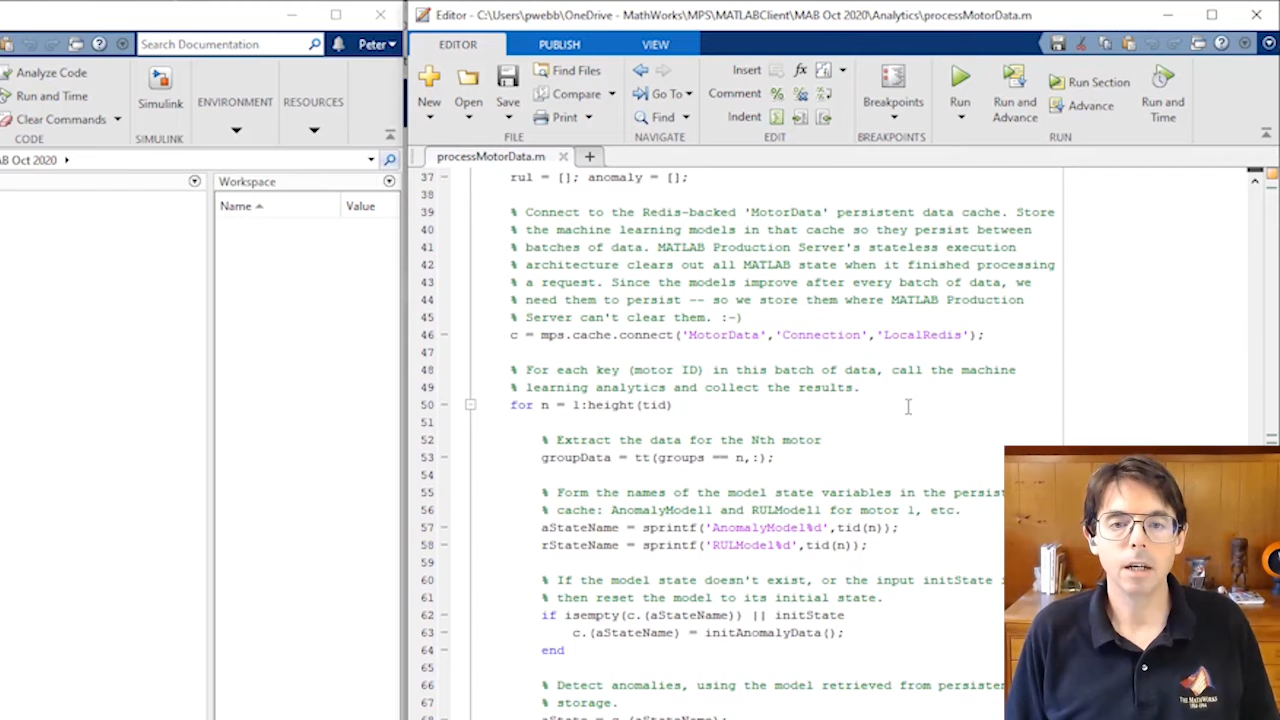 Editor - C:\Users\pwebb\OneDrive - MathWorks\MPS\MATLABClient\MAB Oct 2020\Analytics\processMotorData.m
Search Documentation
Peter
EDITOR PUBLISH VIEW
Analyze Code
Run and Time
Clear Commands
CODE
Simulink
SIMULINK
ENVIRONMENT
RESOURCES
New
Open
Save
Find Files
Compare
Print
FILE
Go To
Find
NAVIGATE
Insert
Comment
Indent
EDIT
Breakpoints
BREAKPOINTS
Run
Run and Advance
Run Section
Advance
Run and Time
RUN
AB Oct 2020
Workspace
Name
Value
processMotorData.m
37 rul = []; anomaly = [];
38
39 % Connect to the Redis-backed 'MotorData' persistent data cache. Store
40 % the machine learning models in that cache so they persist between
41 % batches of data. MATLAB Production Server's stateless execution
42 % architecture clears out all MATLAB state when it finished processing
43 % a request. Since the models improve after every batch of data, we
44 % need them to persist -- so we store them where MATLAB Production
45 % Server can't clear them. :-)
46 c = mps.cache.connect('MotorData','Connection','LocalRedis');
47
48 % For each key (motor ID) in this batch of data, call the machine
49 % learning analytics and collect the results.
50 for n = 1:height(tid)
51
52 % Extract the data for the Nth motor
53 groupData = tt(groups == n,:);
54
55 % Form the names of the model state variables in the persist
56 % cache: AnomalyModel1 and RULModel1 for motor 1, etc.
57 aStateName = sprintf('AnomalyModel%d',tid(n));
58 rStateName = sprintf('RULModel%d',tid(n));
59
60 % If the model state doesn't exist, or the input initState
61 % then reset the model to its initial state.
62 if isempty(c.(aStateName)) || initState
63 c.(aStateName) = initAnomalyData();
64 end
65
66 % Detect anomalies, using the model retrieved from persisten
67 % storage.
68 aState = c.(aStateName);
THE MATHWORKS